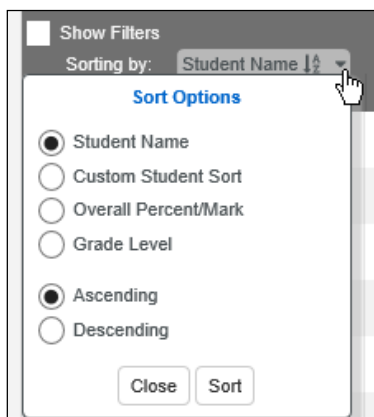 Show Filters
Sorting by: Student Name
Sort Options
Student Name
Custom Student Sort
Overall Percent/Mark
Grade Level
Ascending
Descending
Close Sort